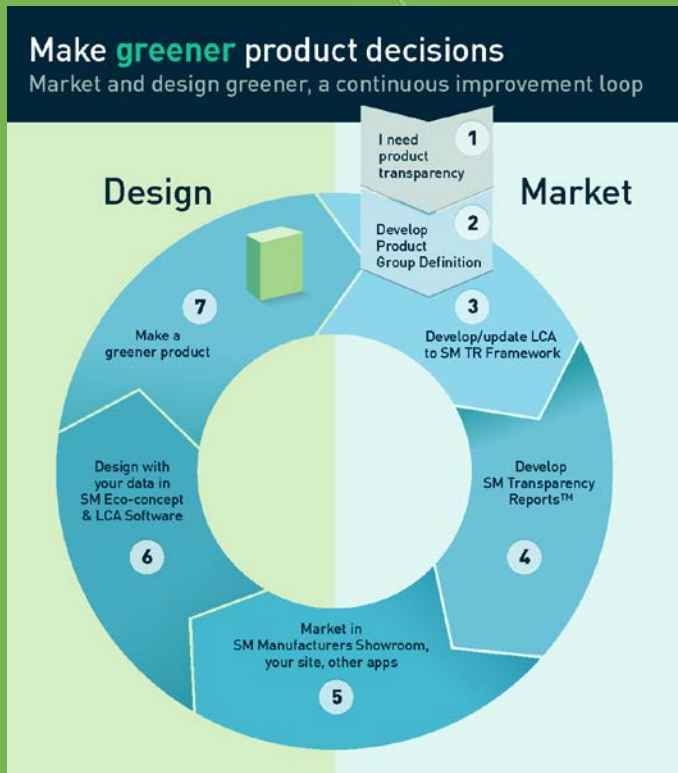 Make greener product decisions
Market and design greener, a continuous improvement loop
Design
Market
1
I need
product
transparency
2
Develop
Product
Group Definition
3
Develop/update LCA
to SM TR Framework
Develop
SM Transparency
Reports™
4
Market in
SM Manufacturers Showroom,
your site, other apps
5
Design with
your data in
SM Eco-concept
& LCA Software
6
7
Make a
greener product